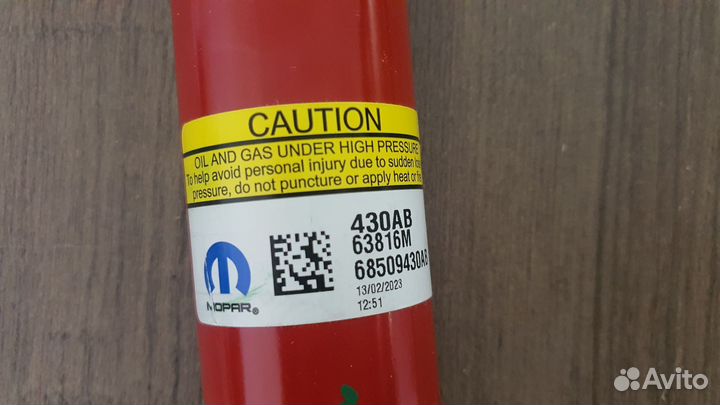 CAUTION
OIL AND GAS UNDER HIGH PRESSURE
To help avoid personal injury due to sudden
pressure, do not puncture or apply heat or
430AB
63816M
68509430AB
13/02/2023
12:51
MOPAR®
Avito